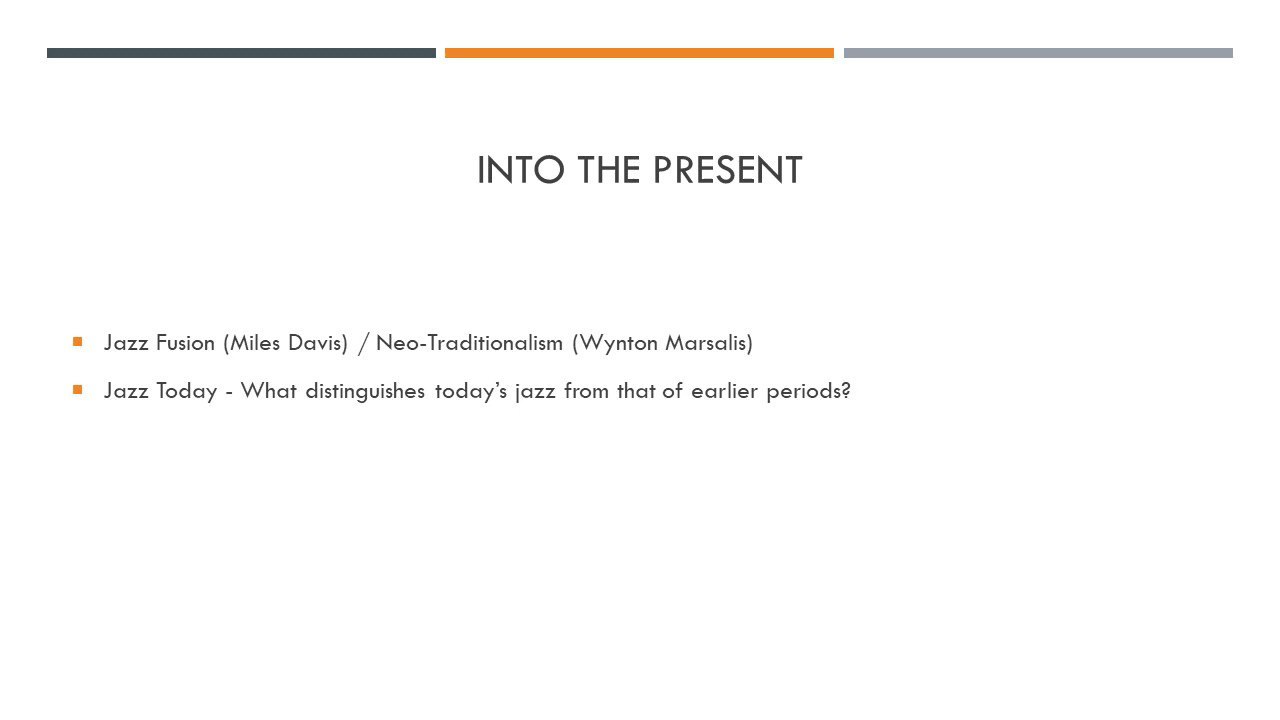 INTO THE PRESENT
Jazz Fusion (Miles Davis) / Neo-Traditionalism (Wynton Marsalis)
Jazz Today - What distinguishes today’s jazz from that of earlier periods?